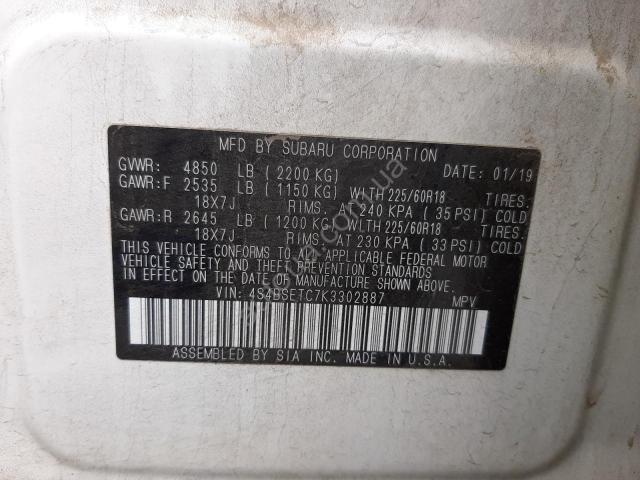 MFD BY SUBARU CORPORATION
GVWR: 4850 LB (2200 KG) DATE: 01/19
GAWR:F 2535 LB (1150 KG) WITH 225/60R18 TIRES.
18X7J RIMS. AT 240 KPA (35 PSI) COLD
GAWR:R 2645 LB (1200 KG) WITH 225/60R18 TIRES.
18X7J RIMS. AT 230 KPA (33 PSI) COLD
THIS VEHICLE CONFORMS TO ALL APPLICABLE FEDERAL MOTOR
VEHICLE SAFETY AND THEFT PREVENTION STANDARDS
IN EFFECT ON THE DATE OF MANUFACTURE SHOWN ABOVE.
VIN: 4S4BSETC7K3302887 MPV
ASSEMBLED BY SIA INC. MADE IN U.S.A.